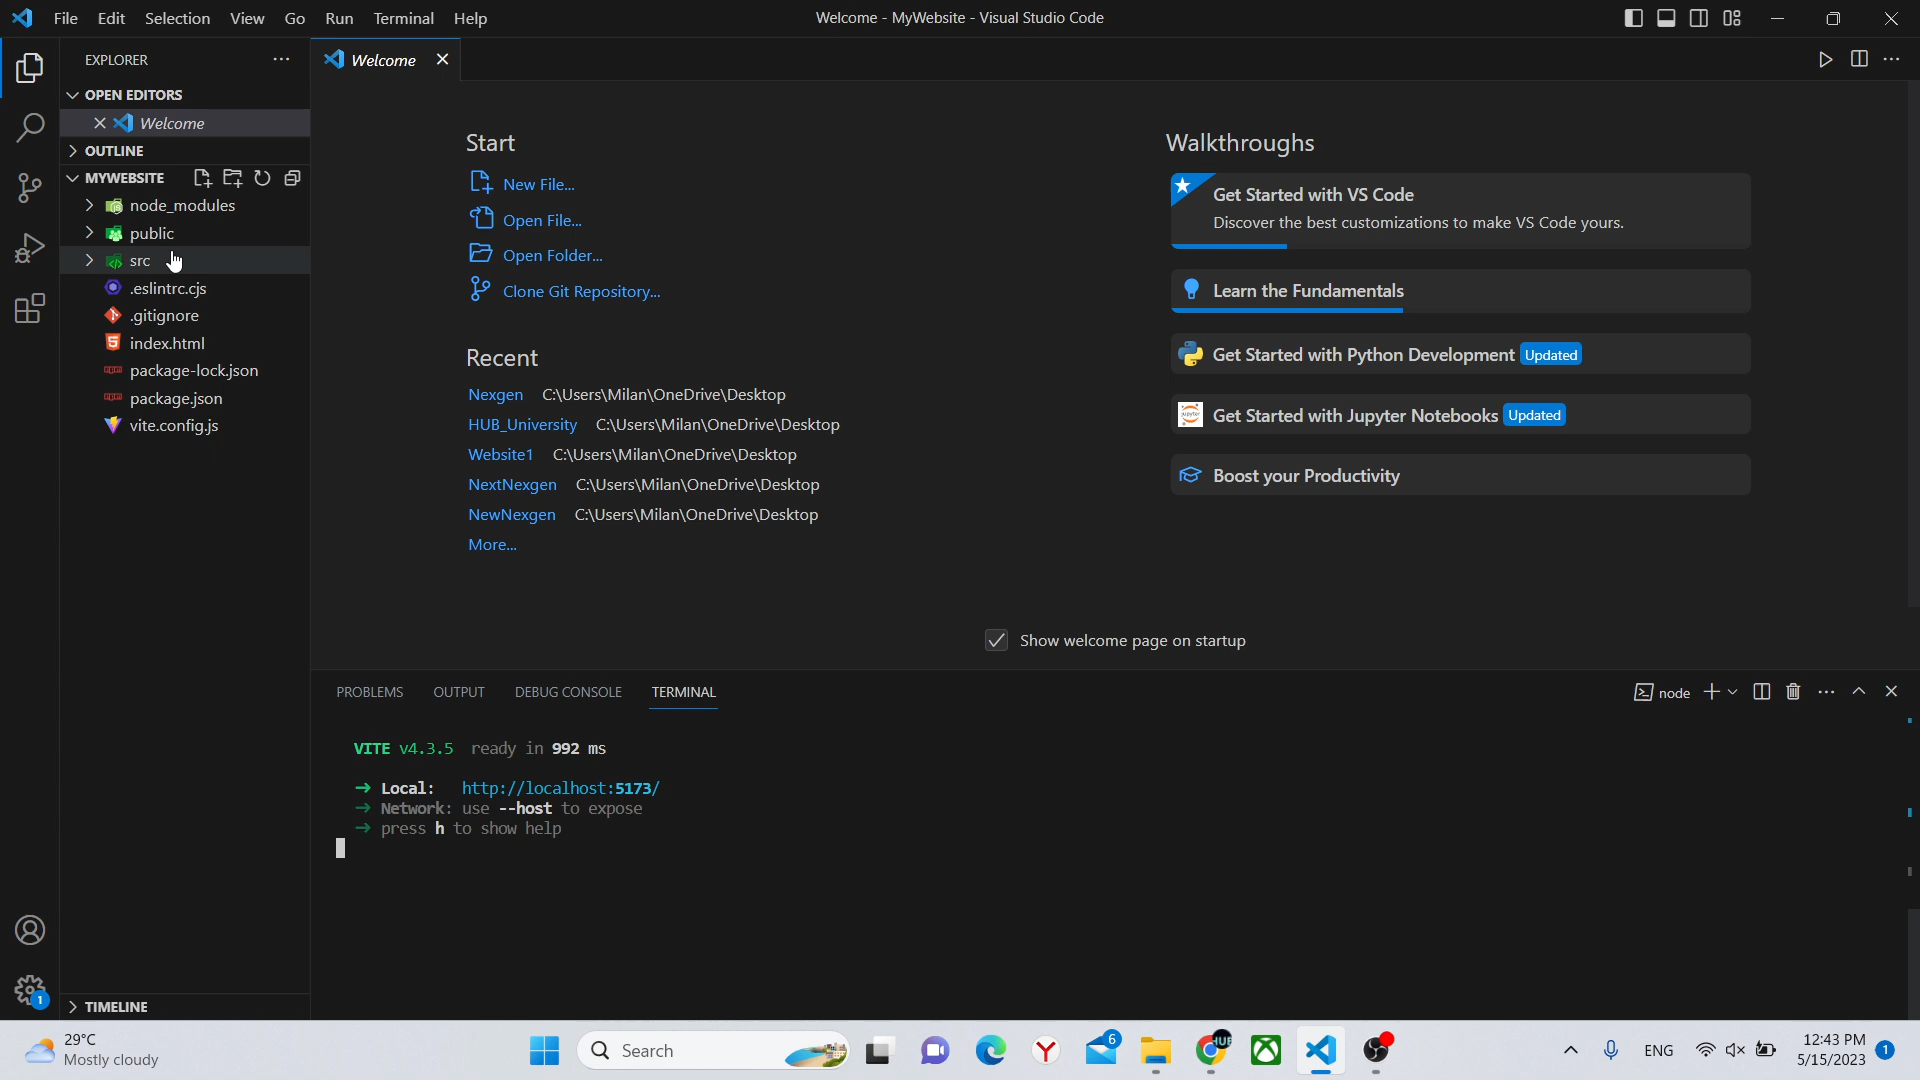 File Edit Selection View Go Run Terminal Help
Welcome - MyWebsite - Visual Studio Code
EXPLORER
OPEN EDITORS
Welcome
OUTLINE
MYWEBSITE
node_modules
public
src
.eslintrc.cjs
.gitignore
index.html
package-lock.json
package.json
vite.config.js
TIMELINE
1
Welcome
Start
New File...
Open File...
Open Folder...
Clone Git Repository...
Recent
Nexgen C:\Users\Milan\OneDrive\Desktop
HUB_University C:\Users\Milan\OneDrive\Desktop
Website1 C:\Users\Milan\OneDrive\Desktop
NextNexgen C:\Users\Milan\OneDrive\Desktop
NewNexgen C:\Users\Milan\OneDrive\Desktop
More...
Walkthroughs
Get Started with VS Code
Discover the best customizations to make VS Code yours.
Learn the Fundamentals
Get Started with Python Development Updated
Get Started with Jupyter Notebooks Updated
Boost your Productivity
Show welcome page on startup
PROBLEMS OUTPUT DEBUG CONSOLE TERMINAL
node
VITE v4.3.5 ready in 992 ms
➜ Local: http://localhost:5173/
➜ Network: use --host to expose
➜ press h to show help
29°C
Mostly cloudy
Search
6
HUB
ENG
12:43 PM
5/15/2023
1